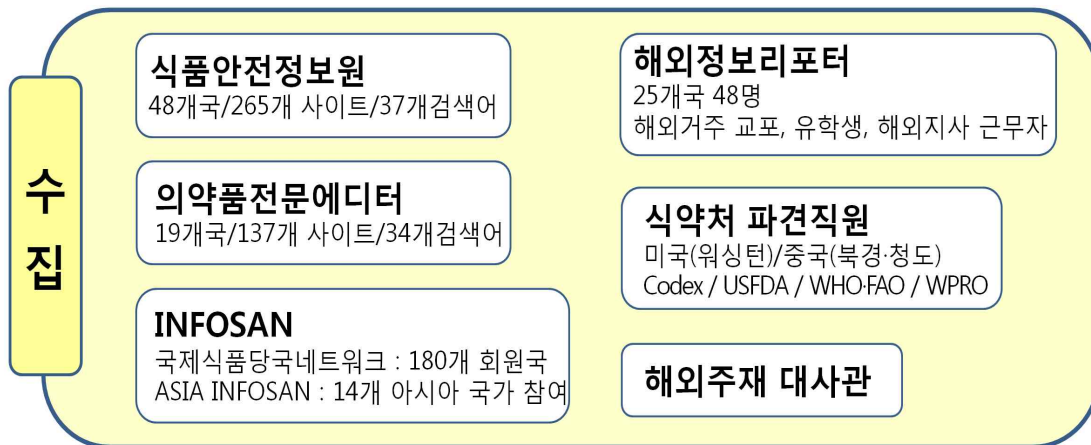 수집
식품안전정보원
48개국/265개 사이트/37개검색어
의약품전문에디터
19개국/137개 사이트/34개검색어
INFOSAN
국제식품당국네트워크 : 180개 회원국
ASIA INFOSAN : 14개 아시아 국가 참여
해외정보리포터
25개국 48명
해외거주 교포, 유학생, 해외지사 근무자
식약처 파견직원
미국(워싱턴)/중국(북경·청도)
Codex / USFDA / WHO·FAO / WPRO
해외주재 대사관